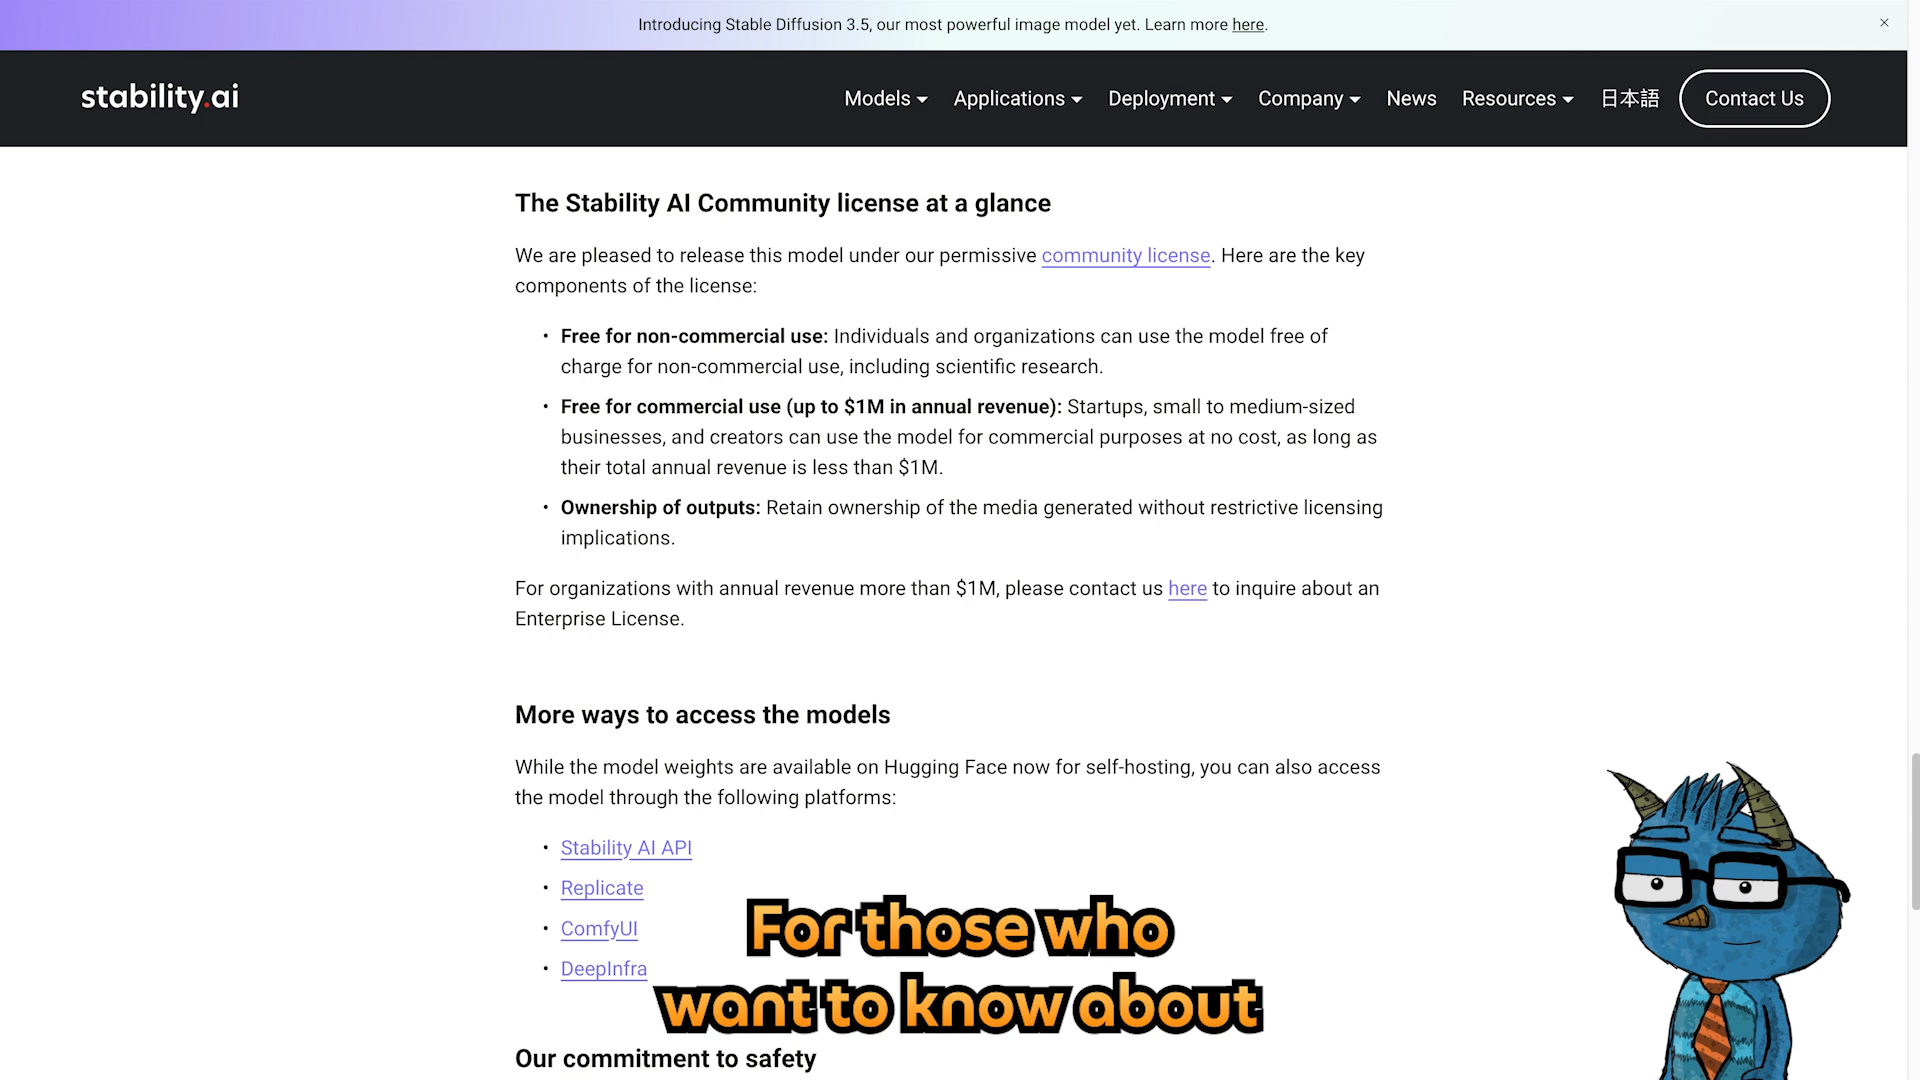 Introducing Stable Diffusion 3.5, our most powerful image model yet. Learn more here.
stability.ai
Models
Applications
Deployment
Company
News
Resources
日本語
Contact Us
The Stability AI Community license at a glance
We are pleased to release this model under our permissive community license. Here are the key
components of the license:
• Free for non-commercial use: Individuals and organizations can use the model free of
charge for non-commercial use, including scientific research.
• Free for commercial use (up to $1M in annual revenue): Startups, small to medium-sized
businesses, and creators can use the model for commercial purposes at no cost, as long as
their total annual revenue is less than $1M.
• Ownership of outputs: Retain ownership of the media generated without restrictive licensing
implications.
For organizations with annual revenue more than $1M, please contact us here to inquire about an
Enterprise License.
More ways to access the models
While the model weights are available on Hugging Face now for self-hosting, you can also access
the model through the following platforms:
• Stability AI API
• Replicate
• ComfyUI
• DeepInfra
For those who
want to know about
Our commitment to safety